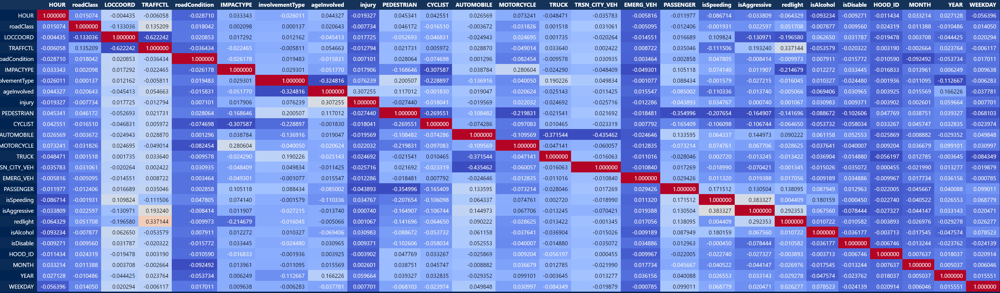 HOUR roadClass LOCCOORD TRAFFCTL roadCondition IMPACTYPE involvementType ageInvolved injury PEDESTRIAN CYCLIST AUTOMOBILE MOTORCYCLE TRUCK TRSN_CITY_VEH EMERG_VEH PASSENGER isSpeeding isAggressive redlight isAlcohol isDisable HOOD_ID MONTH YEAR WEEKDAY
HOUR 1.000000 0.015074 -0.004435 -0.006058 -0.028710 0.033343 -0.026011 0.044327 -0.019327 0.045341 0.042551 0.026569 0.073241 -0.048471 -0.035783 -0.005816 -0.011977 -0.086714 -0.033809 -0.064329 -0.093234 -0.009271 -0.011434 0.033214 0.027128 -0.056396
roadClass 0.015074 1.000000 -0.133036 0.135209 0.018042 0.002098 0.000137 0.020643 -0.007734 0.046172 -0.016510 -0.003672 -0.031826 0.001518 0.031061 -0.005095 -0.012406 -0.001931 0.022597 0.051708 -0.007877 0.009560 0.024319 0.011388 -0.010486 0.014050
LOCCOORD -0.004435 -0.133036 1.000000 -0.622242 0.020853 0.017292 0.012162 -0.045413 0.017725 -0.052693 -0.046831 -0.024943 0.024695 0.001735 -0.020264 -0.014551 0.016689 0.109824 -0.130971 -0.196580 0.062650 0.031787 -0.019478 0.003708 -0.044425 0.020294
TRAFFCTL -0.006058 0.135209 -0.622242 1.000000 -0.036434 -0.022465 -0.005811 0.054663 -0.012794 0.021731 0.005972 0.028870 -0.049014 0.033640 0.002422 0.008722 0.035046 -0.111506 0.193240 0.337144 -0.053579 -0.020322 0.003190 -0.002664 0.023764 -0.006117
oadCondition -0.028710 0.018042 0.020853 -0.036434 1.000000 -0.026178 0.019483 -0.015831 0.007101 0.028064 -0.074698 0.001296 -0.082454 -0.009578 0.030935 0.003464 0.002858 0.047805 -0.008414 -0.009973 0.007911 -0.015772 -0.010590 -0.092492 -0.053734 0.017011
IMPACTYPE 0.033343 0.002098 0.017292 -0.022465 -0.026178 1.000000 0.029301 -0.051770 0.017906 -0.168646 -0.307587 0.038784 0.280604 -0.024290 -0.048409 -0.049301 0.105118 0.074140 0.011907 -0.214679 0.012272 0.033445 -0.016833 0.013961 0.006249 0.009638
olvementType -0.026011 0.000137 0.012162 -0.005811 0.019483 0.029301 1.000000 -0.324816 0.076239 0.200507 -0.228897 -0.136916 -0.040050 0.190226 0.049834 -0.001077 0.088434 -0.001579 -0.027215 -0.016045 0.010327 -0.024480 -0.001936 -0.011095 -0.112667 -0.006283
ageInvolved 0.044327 0.020643 -0.045413 0.054663 -0.015831 -0.051770 -0.324816 1.000000 0.307255 0.117012 -0.001830 0.019047 -0.020624 -0.025143 -0.011425 0.015547 -0.085002 -0.110336 -0.013740 -0.005066 -0.069406 0.030965 0.003925 0.015569 0.166226 -0.037781
injury -0.019327 -0.007734 0.017725 -0.012794 0.007101 0.017906 0.076239 0.307255 1.000000 -0.027440 -0.018041 -0.019569 0.022032 -0.024692 -0.025716 -0.012286 -0.043893 0.034767 0.000740 0.001067 0.030983 0.009371 -0.003902 0.002601 0.059664 0.007701
PEDESTRIAN 0.045341 0.046172 -0.052693 0.021731 0.028064 -0.168646 0.200507 0.117012 -0.027440 1.000000 -0.269551 -0.108482 -0.219831 -0.021541 0.021692 -0.018481 -0.354996 -0.207654 -0.164907 -0.141696 -0.088672 -0.102606 0.047769 0.038751 0.039327 -0.068103
CYCLIST 0.042551 -0.016510 -0.046831 0.005972 -0.074698 -0.307587 -0.228897 -0.001830 -0.018041 -0.269551 1.000000 -0.074286 -0.097083 0.010465 -0.023319 0.007792 -0.165409 -0.106098 -0.106744 -0.064650 -0.053732 -0.058034 0.033267 0.045747 0.032835 -0.023974
AUTOMOBILE 0.026569 -0.003672 -0.024943 0.028870 0.001296 0.038784 -0.136916 0.019047 -0.019569 -0.108482 -0.074286 1.000000 -0.109569 -0.371544 -0.435462 -0.024646 0.133595 0.064337 0.144973 0.090222 0.061158 0.052553 -0.025869 -0.008882 -0.029352 0.049848
MOTORCYCLE 0.073241 -0.031826 0.024695 -0.049014 -0.082454 0.280604 -0.040050 -0.020624 0.022032 -0.219831 -0.097083 -0.109569 1.000000 -0.047141 -0.060057 -0.012835 -0.073214 0.074761 0.067706 -0.028625 -0.037641 -0.040007 0.009204 0.036679 0.099101 0.030997
TRUCK -0.048471 0.001518 0.001735 0.033640 -0.009578 -0.024290 0.190226 -0.025143 -0.024692 -0.021541 0.010465 -0.371544 -0.047141 1.000000 -0.016063 -0.011016 -0.028046 0.002720 -0.013245 -0.013422 -0.036904 -0.014880 -0.056197 0.012785 -0.003645 -0.084349
SN_CITY_VEH -0.035783 0.031061 -0.020264 0.002422 0.030935 -0.048409 0.049834 -0.011425 -0.025716 0.021692 -0.023319 -0.435462 -0.060057 -0.016063 1.000000 -0.010840 0.017269 -0.018990 -0.070421 -0.001345 -0.015026 -0.035072 0.000455 -0.021990 0.013277 -0.019879
EMERG_VEH -0.005816 -0.005095 -0.014551 0.008722 0.003464 -0.049301 -0.001077 0.015547 -0.012286 -0.018481 0.007792 -0.024646 -0.012835 -0.011016 -0.010840 1.000000 0.029426 0.011320 0.019388 0.017056 -0.009189 0.034886 -0.009967 0.017734 0.036156 -0.000785
PASSENGER -0.011977 -0.012406 0.016689 0.035046 0.002858 0.105118 0.088434 -0.085002 -0.043893 -0.354996 -0.165409 0.133595 -0.073214 -0.028046 0.017269 0.029426 1.000000 0.171512 0.130504 0.138095 0.087949 0.012963 -0.022005 -0.045667 0.040088 0.099011
isSpeeding -0.086714 -0.001931 0.109824 -0.111506 0.047805 0.074140 -0.001579 -0.110336 0.034767 -0.207654 -0.106098 0.064337 0.074761 0.002720 -0.018990 0.011320 0.171512 1.000000 0.383327 0.004409 0.180159 -0.000450 -0.022740 -0.040522 0.026553 0.068779
isAggressive -0.033809 0.022597 -0.130971 0.193240 -0.008414 0.011907 -0.027215 -0.013740 0.000740 -0.164907 -0.106744 0.144973 0.067706 -0.013245 -0.070421 0.019388 0.130504 0.383327 1.000000 0.292353 0.067560 -0.078444 -0.027327 -0.044147 0.033143 0.020471
redlight -0.064329 0.051708 -0.196580 0.337144 -0.009973 -0.214679 -0.016045 -0.005066 0.001067 -0.141696 -0.064650 0.090222 -0.028625 -0.013422 -0.001345 0.017056 0.138095 0.004409 0.292353 1.000000 0.010722 -0.010582 -0.003893 -0.026976 -0.029278 0.026277
isAlcohol -0.093234 -0.007877 0.062650 -0.053579 0.007911 0.012272 0.010327 -0.069406 0.030983 -0.088672 -0.053732 0.061158 -0.037641 -0.036904 -0.015026 -0.009189 0.087949 0.180159 0.067560 0.010722 1.000000 -0.036177 -0.003713 -0.017545 -0.047574 0.078523
isDisable -0.009271 0.009560 0.031787 -0.020322 -0.015772 0.033445 -0.024480 0.030965 0.009371 -0.102606 -0.058034 0.052553 -0.040007 -0.014880 -0.035072 0.034886 0.012963 -0.000450 -0.078444 -0.010582 -0.036177 1.000000 -0.006746 -0.013244 -0.023762 -0.024139
HOOD_ID -0.011434 0.024319 -0.019478 0.003190 -0.010590 -0.016833 -0.001936 0.003925 -0.003902 0.047769 0.033267 -0.025869 0.009204 -0.056197 0.000455 -0.009967 -0.022005 -0.022740 -0.027327 -0.003893 -0.003713 -0.006746 1.000000 0.007637 0.018037 0.020914
MONTH 0.033214 0.011388 0.003708 -0.002664 -0.092492 0.013961 -0.011095 0.015569 0.002601 0.038751 0.045747 -0.008882 0.036679 0.012785 -0.021990 0.017734 -0.045667 -0.040522 -0.044147 -0.026976 -0.017545 -0.013244 0.007637 1.000000 0.005037 0.006046
YEAR 0.027128 -0.010486 -0.044425 0.023764 -0.053734 0.006249 -0.112667 0.166226 0.059664 0.039327 0.032835 -0.029352 0.099101 -0.003645 0.013277 0.036156 0.040088 0.026553 0.033143 -0.029278 -0.047574 -0.023762 0.018037 0.005037 1.000000 0.015551
WEEKDAY -0.056396 0.014050 0.020294 -0.006117 0.017011 0.009638 -0.006283 -0.037781 0.007701 -0.068103 -0.023974 0.049848 0.030997 -0.084349 -0.019879 -0.000785 0.099011 0.068779 0.020471 0.026277 0.078523 -0.024139 0.020914 0.006046 0.015551 1.000000